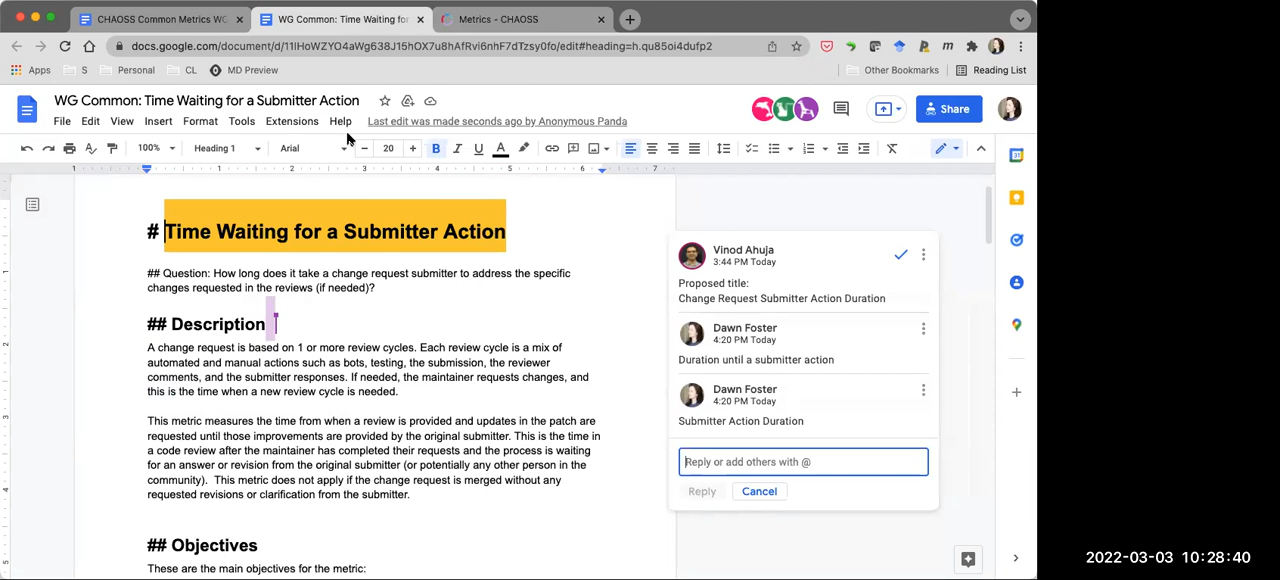 CHAOSS Common Metrics WG
WG Common: Time Waiting for
Metrics - CHAOSS
docs.google.com/document/d/11lHoWZYO4aWg638J15hOX7u8hAfRvi6nhF7dTzsy0fo/edit#heading=h.qu85oi4dufp2
Apps
S
Personal
CL
MD Preview
Other Bookmarks
Reading List
WG Common: Time Waiting for a Submitter Action
File Edit View Insert Format Tools Extensions Help
Last edit was made seconds ago by Anonymous Panda
Share
100%
Heading 1
Arial
20
B I U A
1 1 2 3 4 5 6 7
# Time Waiting for a Submitter Action
## Question: How long does it take a change request submitter to address the specific
changes requested in the reviews (if needed)?
## Description
A change request is based on 1 or more review cycles. Each review cycle is a mix of
automated and manual actions such as bots, testing, the submission, the reviewer
comments, and the submitter responses. If needed, the maintainer requests changes, and
this is the time when a new review cycle is needed.
This metric measures the time from when a review is provided and updates in the patch are
requested until those improvements are provided by the original submitter. This is the time in
a code review after the maintainer has completed their requests and the process is waiting
for an answer or revision from the original submitter (or potentially any other person in the
community). This metric does not apply if the change request is merged without any
requested revisions or clarification from the submitter.
## Objectives
These are the main objectives for the metric:
Vinod Ahuja
3:44 PM Today
Proposed title:
Change Request Submitter Action Duration
Dawn Foster
4:20 PM Today
Duration until a submitter action
Dawn Foster
4:20 PM Today
Submitter Action Duration
Reply or add others with @
Reply
Cancel
2022-03-03 10:28:40